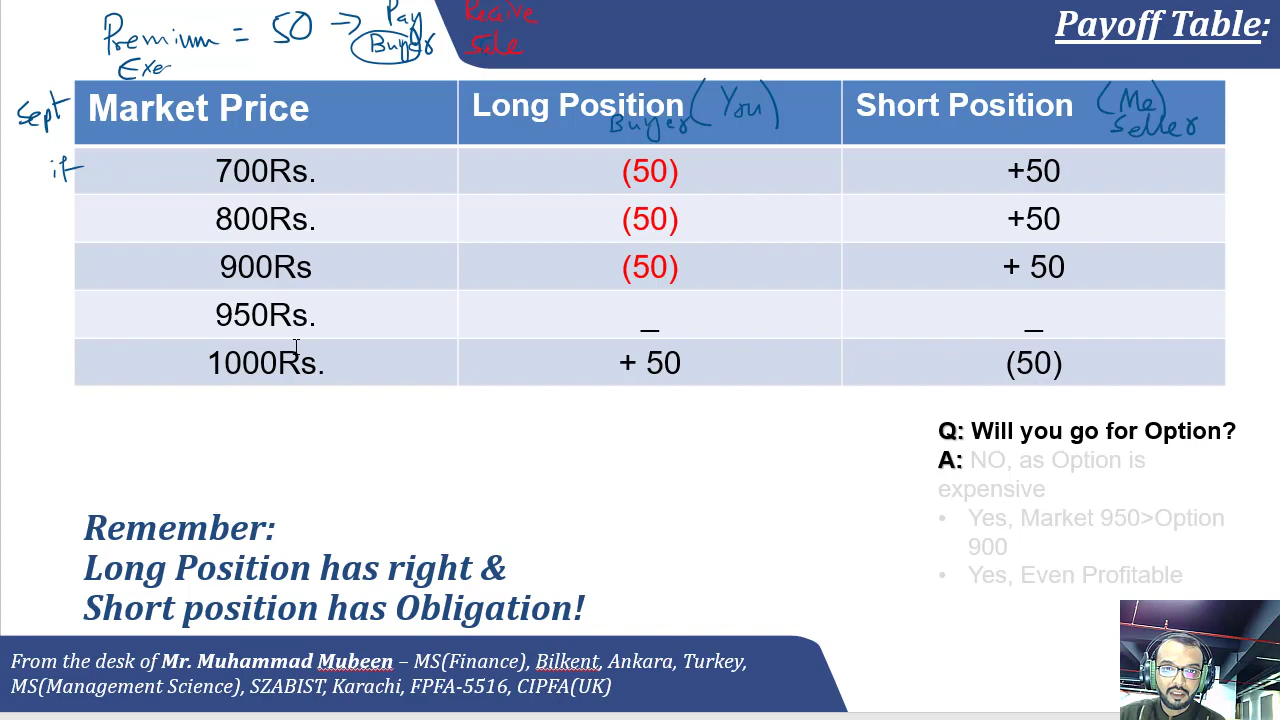 Premium = 50 → Pay Receive
Buyer Sele
Exe
Payoff Table:
Sept Market Price Long Position (You) Short Position (Me)
Buyer seller
if 700Rs. (50) +50
800Rs. (50) +50
900Rs (50) + 50
950Rs. _ _
1000Rs. + 50 (50)
Q: Will you go for Option?
A: NO, as Option is
expensive
• Yes, Market 950>Option
900
• Yes, Even Profitable
Remember:
Long Position has right &
Short position has Obligation!
From the desk of Mr. Muhammad Mubeen – MS(Finance), Bilkent, Ankara, Turkey,
MS(Management Science), SZABIST, Karachi, FPFA-5516, CIPFA(UK)